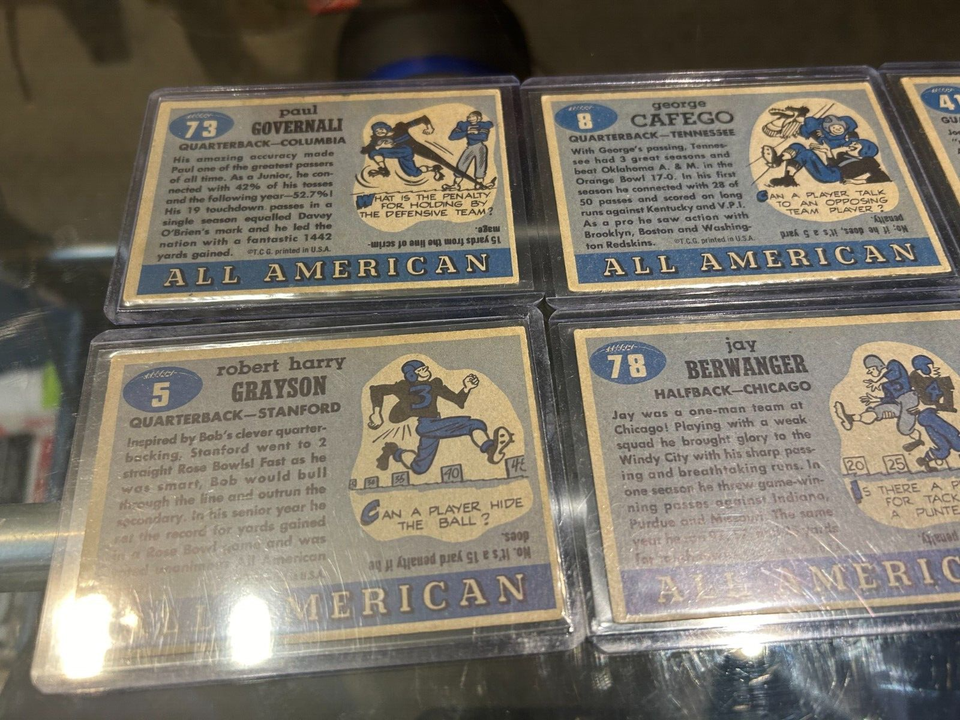 73
paul
GOVERNALI
QUARTERBACK—COLUMBIA
His amazing accuracy made
Paul one of the greatest passers
of all time. As a Junior, he con-
nected with 42% of his tosses
and the following year—52.7%!
His 19 touchdown passes in a
single season equalled Davey
O'Brien's mark and he led the
nation with a fantastic 1442
yards gained.
©T.C.G. printed in U.S.A.
WHAT IS THE PENALTY
FOR HOLDING BY
THE DEFENSIVE TEAM?
15 yards from the line of scrim-
mage.
ALL AMERICAN
8
george
CAFEGO
QUARTERBACK—TENNESSEE
With George's passing, Tennes-
see had 3 great seasons and
beat Oklahoma A. & M. in the
Orange Bowl 17-0. In his first
season he connected with 28 of
50 passes and scored on long
runs against Kentucky and V.P.I.
As a pro he saw action with
Brooklyn, Boston and Washing-
ton Redskins.
©T.C.G. printed in U.S.A.
CAN A PLAYER TALK
TO AN OPPOSING
TEAM PLAYER?
No. If he does, it's a 5 yard
penalty.
ALL AMERICAN
41
5
robert harry
GRAYSON
QUARTERBACK—STANFORD
Inspired by Bob's clever quarter-
backing, Stanford went to 2
straight Rose Bowls! Fast as he
was smart, Bob would bull
through the line and outrun the
secondary. In his senior year he
set the record for yards gained
in a Rose Bowl game and was
All American
U.S.A.
3
40
CAN A PLAYER HIDE
THE BALL?
No. It's a 15 yard penalty if he
does.
ALL AMERICAN
78
jay
BERWANGER
HALFBACK—CHICAGO
Jay was a one-man team at
Chicago! Playing with a weak
squad he brought glory to the
Windy City with his sharp pass-
ing and breathtaking runs. In
one season he threw game-win-
ning passes against Indiana,
Purdue and Missouri. The same
year he
20
25
IS THERE A P
FOR TACK
A PUNTE
ALL AMERIC